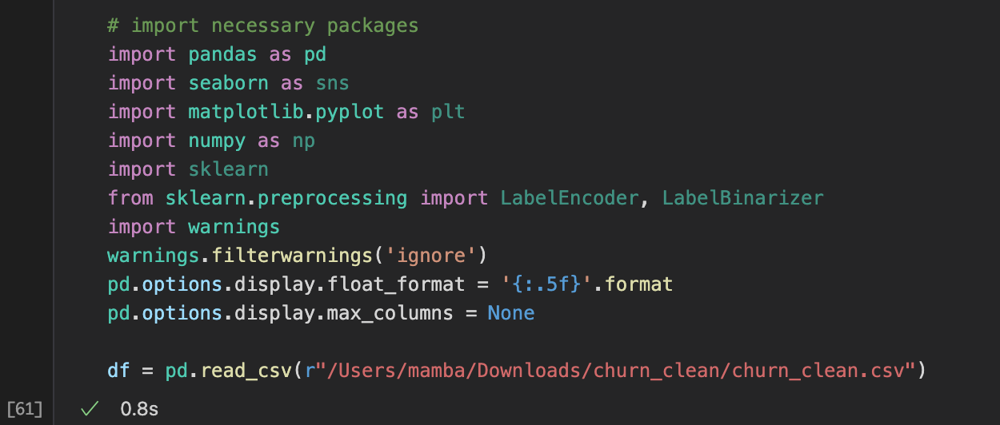 # import necessary packages
import pandas as pd
import seaborn as sns
import matplotlib.pyplot as plt
import numpy as np
import sklearn
from sklearn.preprocessing import LabelEncoder, LabelBinarizer
import warnings
warnings.filterwarnings('ignore')
pd.options.display.float_format = '{:.5f}'.format
pd.options.display.max_columns = None
df = pd.read_csv(r"/Users/mamba/Downloads/churn_clean/churn_clean.csv")
[61] ✓ 0.8s